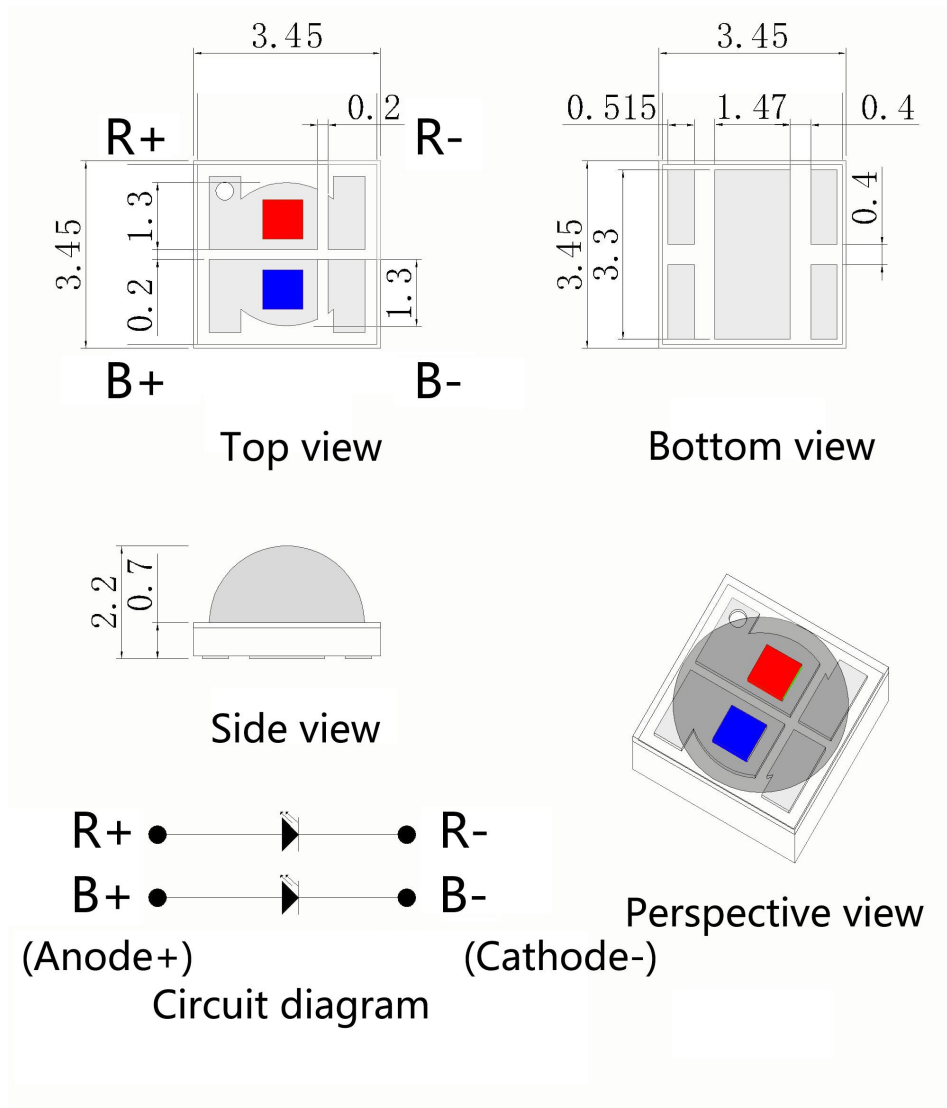 3.45
0.2
R+
R-
1.3
3.45
0.2
1.3
B+
B-
Top view
3.45
0.515
1.47
0.4
0.4
3.45
3.3
Bottom view
2.2
0.7
Side view
R+
R-
B+
B-
(Anode+)
(Cathode-)
Circuit diagram
Perspective view